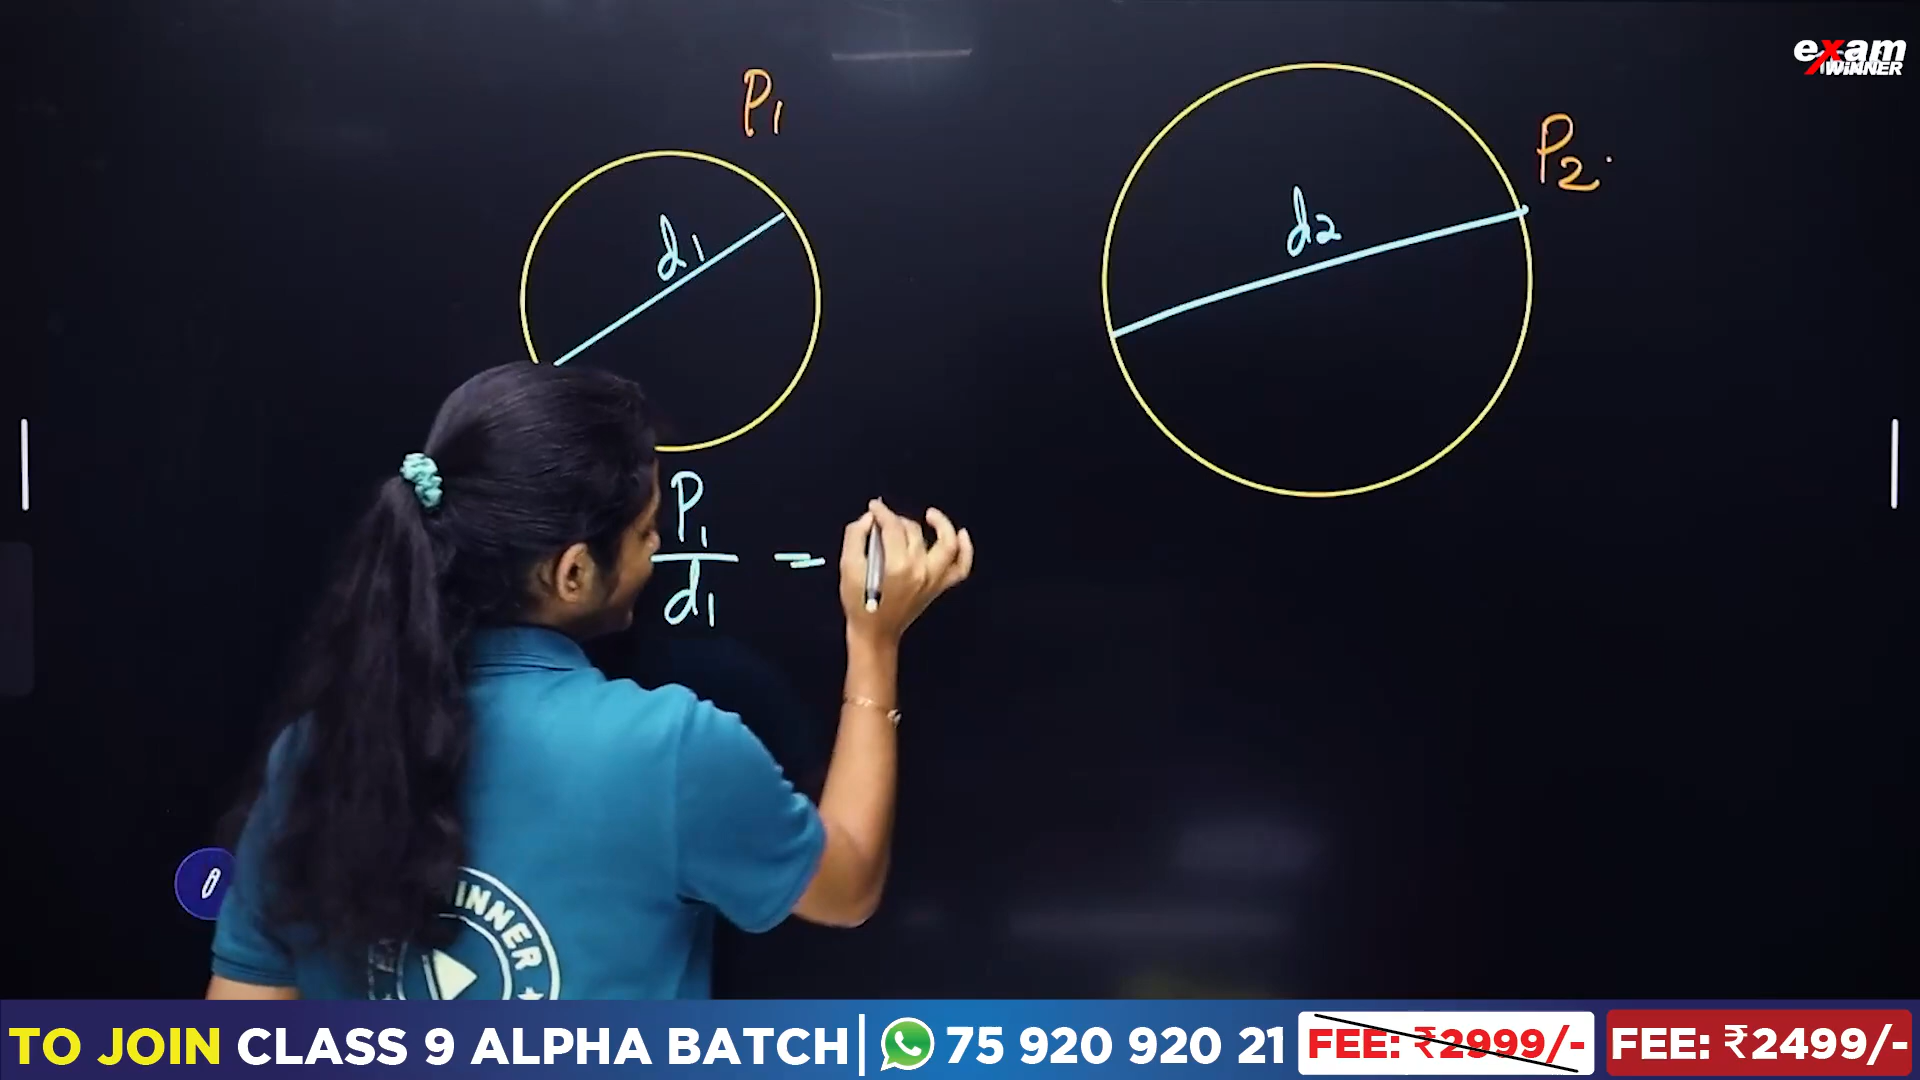 exam
WINNER
P1
P2.
d1
d2
P1
= 
d1
WINNER
TO JOIN CLASS 9 ALPHA BATCH | 75 920 920 21 FEE: ₹2999/- FEE: ₹2499/-